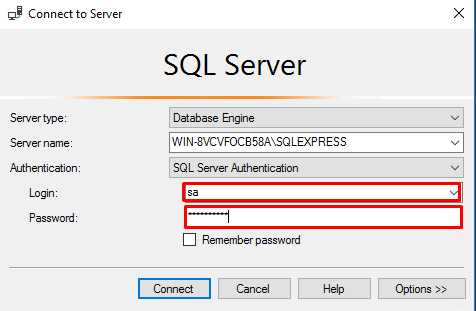 Connect to Server
SQL Server
Server type: Database Engine
Server name: WIN-8VCVFOCB58A\SQLEXPRESS
Authentication: SQL Server Authentication
Login: sa
Password: **********
Remember password
Connect Cancel Help Options >>